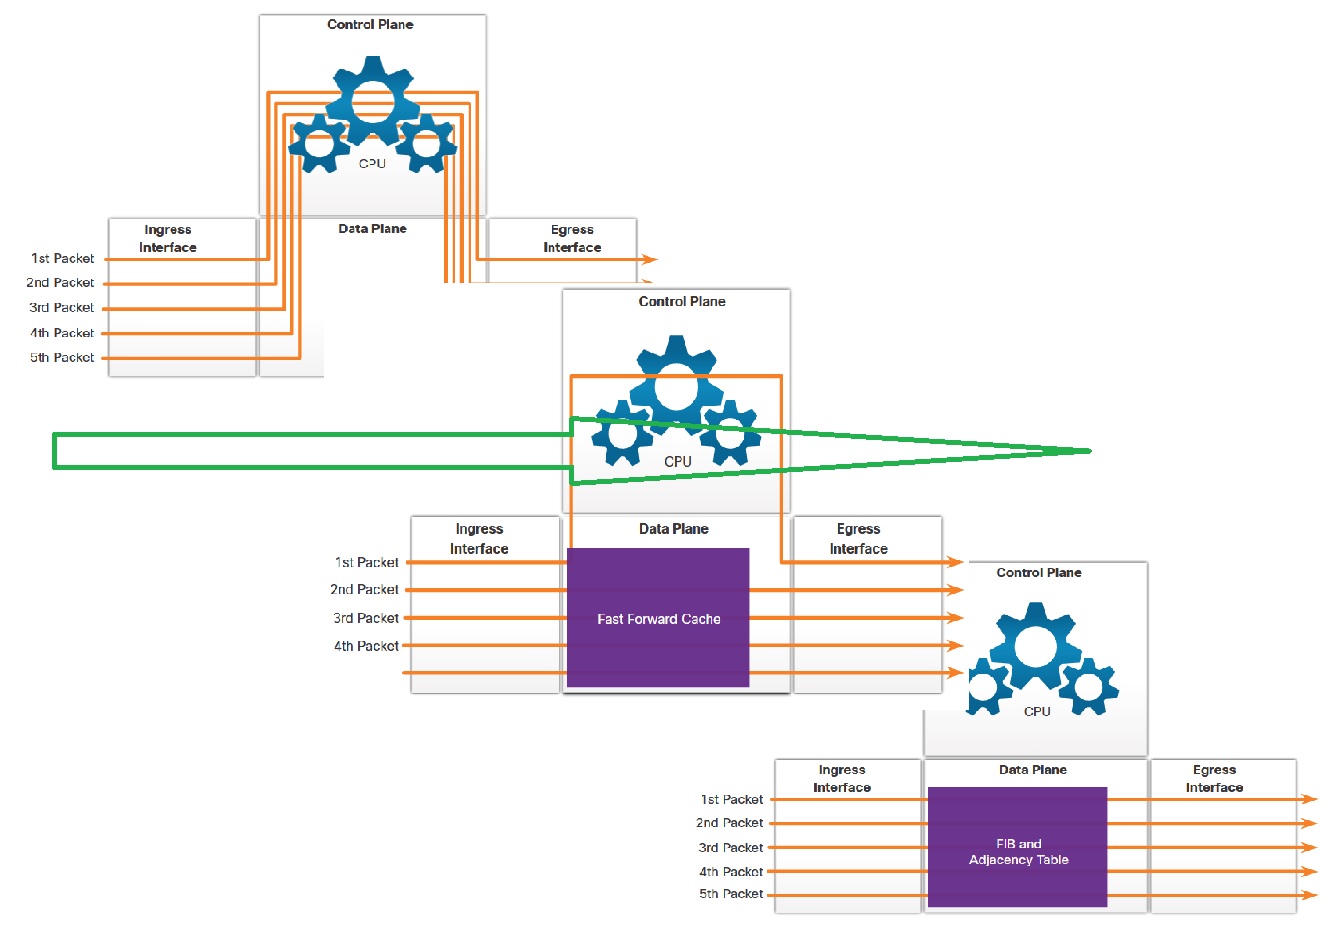 Control Plane
CPU
Ingress
Interface
Data Plane
Egress
Interface
1st Packet
2nd Packet
3rd Packet
4th Packet
5th Packet
Control Plane
CPU
Ingress
Interface
Data Plane
Egress
Interface
1st Packet
2nd Packet
3rd Packet
4th Packet
Fast Forward Cache
Control Plane
CPU
Ingress
Interface
Data Plane
Egress
Interface
1st Packet
2nd Packet
3rd Packet
4th Packet
5th Packet
FIB and
Adjacency Table